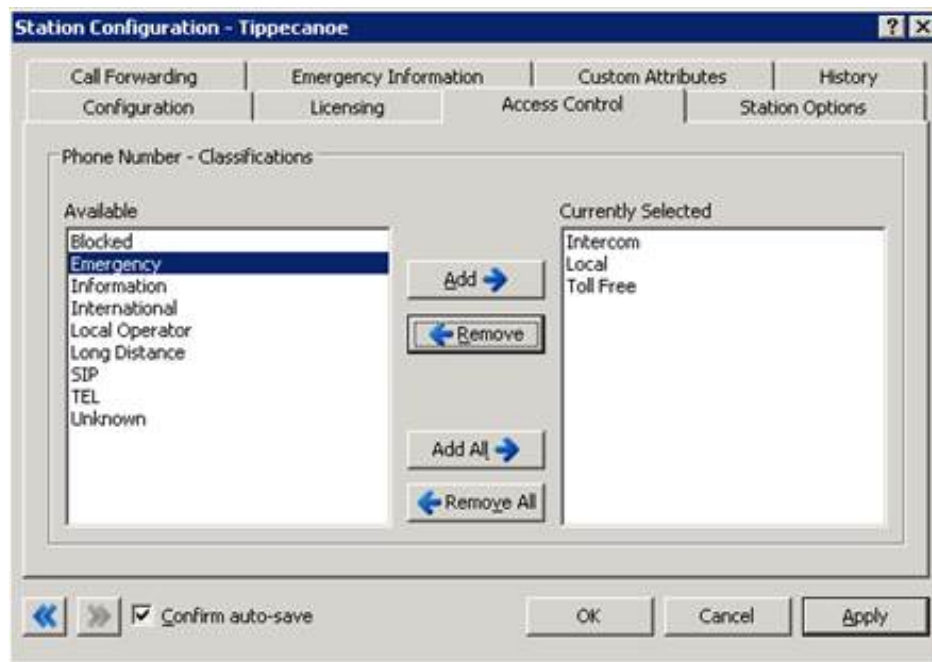 Station Configuration - Tippecanoe
Call Forwarding
Emergency Information
Custom Attributes
History
Configuration
Licensing
Access Control
Station Options
Phone Number - Classifications
Available
Blocked
Emergency
Information
International
Local Operator
Long Distance
SIP
TEL
Unknown
Add
Remove
Add All
Remove All
Currently Selected
Intercom
Local
Toll Free
Confirm auto-save
OK
Cancel
Apply